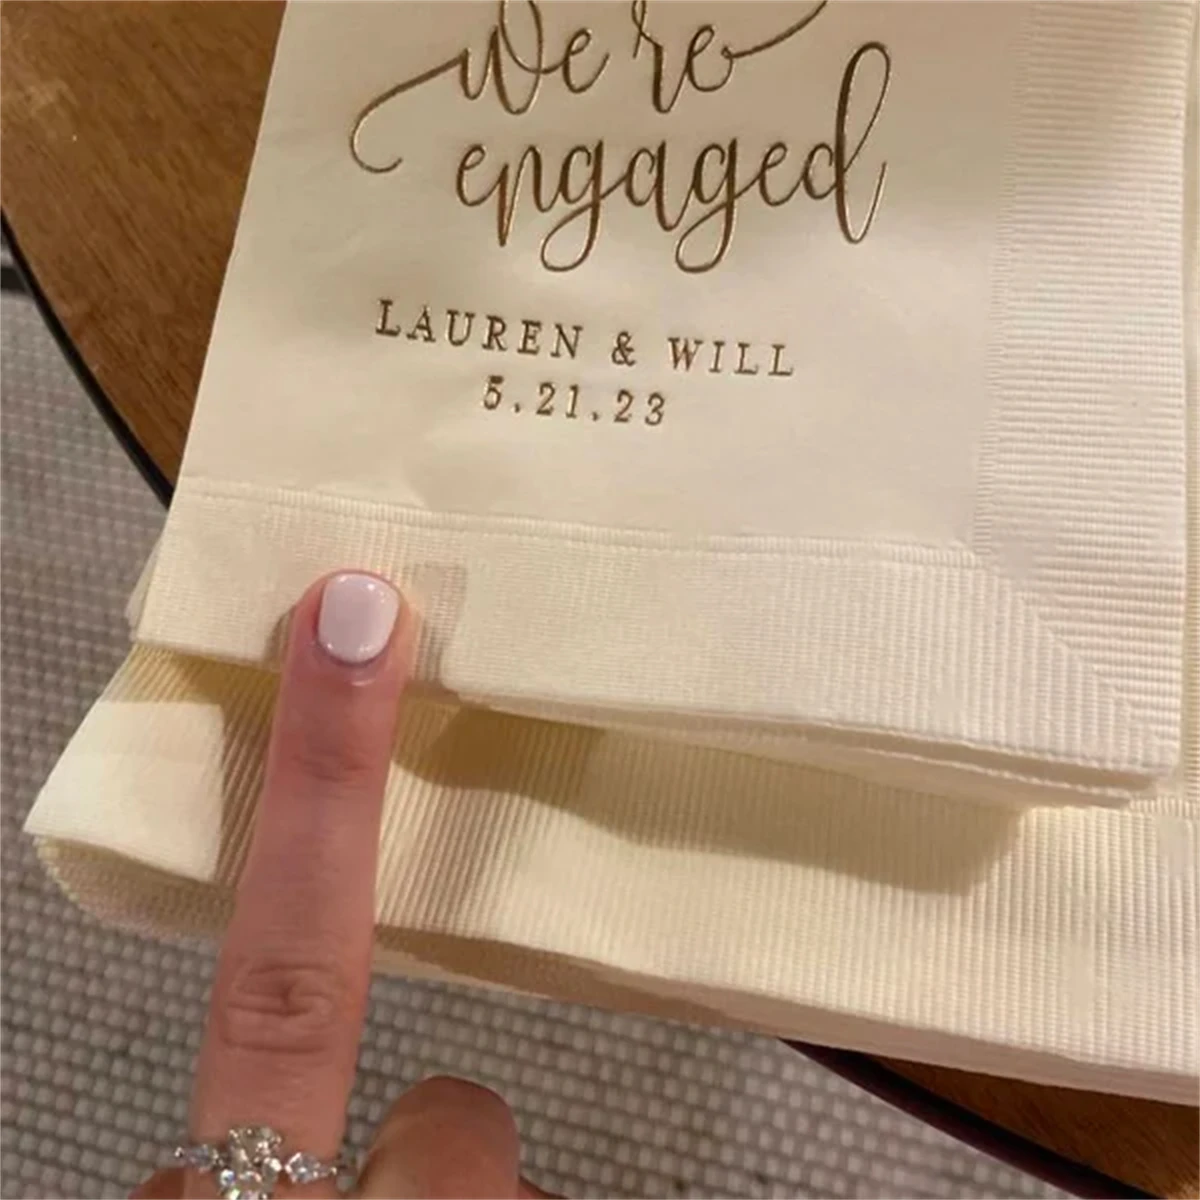 we're
engaged
LAUREN & WILL
5.21.23